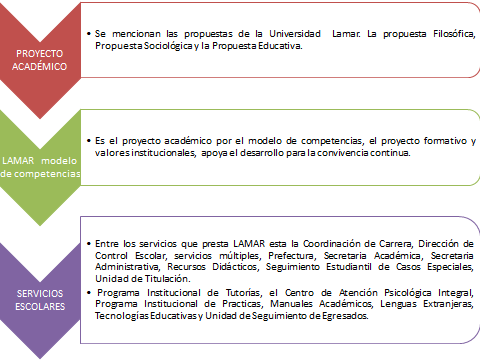 PROYECTO
ACADÉMICO
• Se mencionan las propuestas de la Universidad Lamar. La propuesta Filosófica,
Propuesta Sociológica y la Propuesta Educativa.
LAMAR modelo
de competencias
• Es el proyecto académico por el modelo de competencias, el proyecto formativo y
valores institucionales, apoya el desarrollo para la convivencia continua.
SERVICIOS
ESCOLARES
• Entre los servicios que presta LAMAR esta la Coordinación de Carrera, Dirección de
Control Escolar, servicios múltiples, Prefectura, Secretaria Académica, Secretaria
Administrativa, Recursos Didácticos, Seguimiento Estudiantil de Casos Especiales,
Unidad de Titulación.
• Programa Institucional de Tutorías, el Centro de Atención Psicológica Integral,
Programa Institucional de Practicas, Manuales Académicos, Lenguas Extranjeras,
Tecnologías Educativas y Unidad de Seguimiento de Egresados.